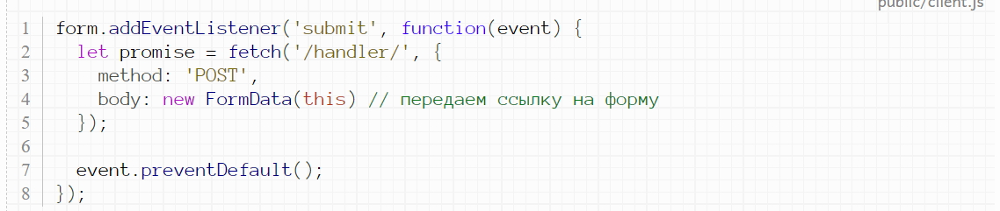 public/client.js
1 form.addEventListener('submit', function(event) {
2   let promise = fetch('/handler/', {
3     method: 'POST',
4     body: new FormData(this) // передаем ссылку на форму
5   });
6
7   event.preventDefault();
8 });